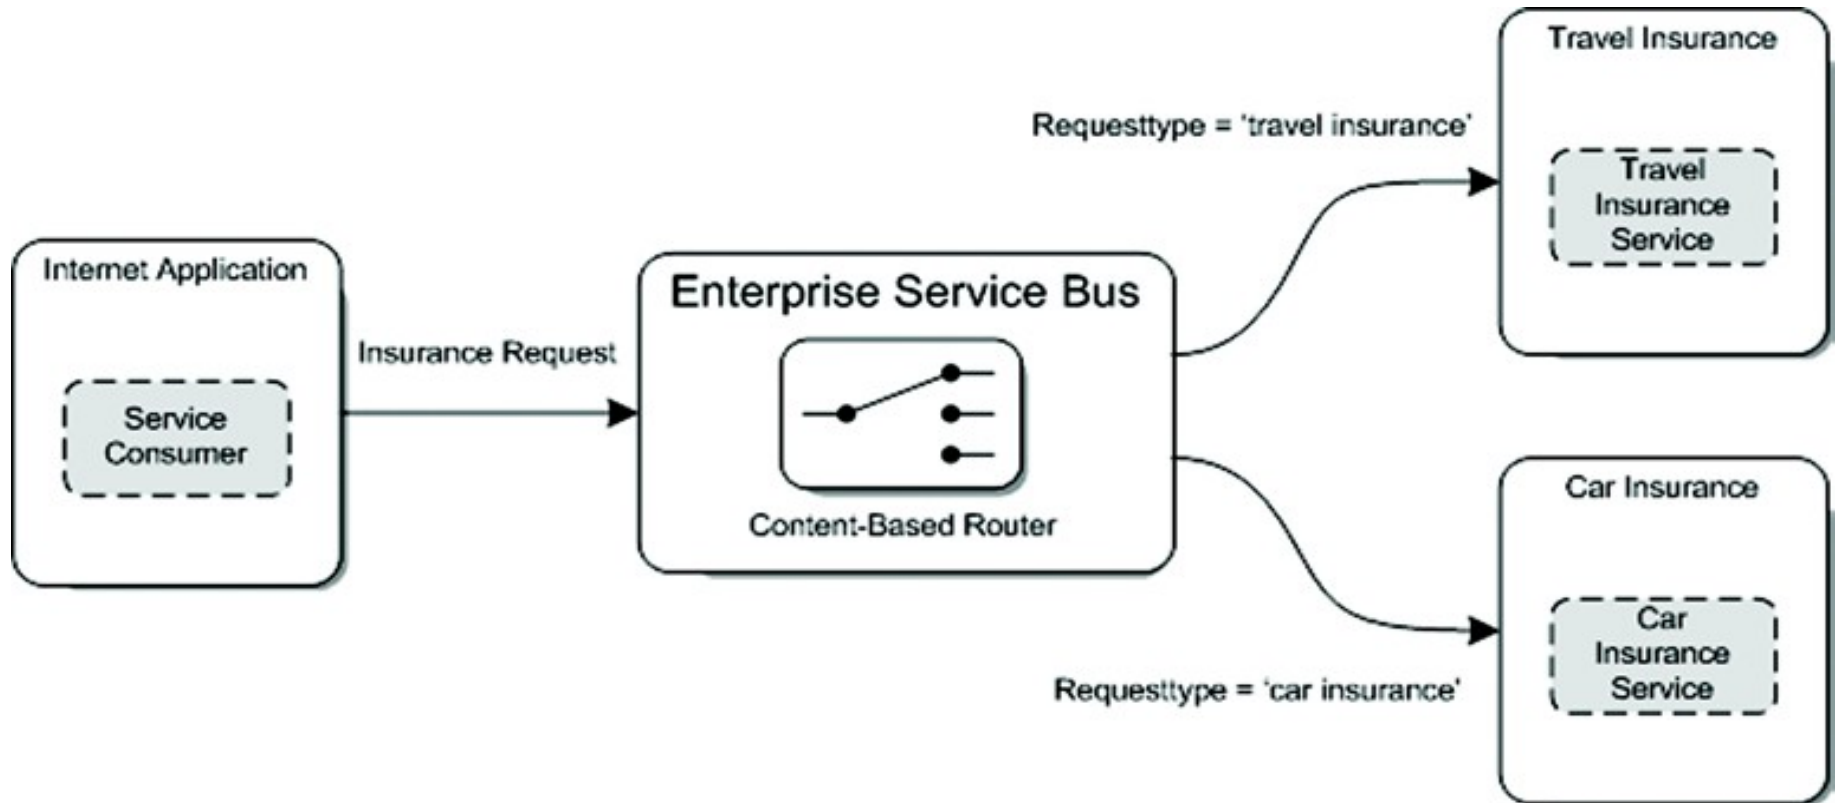 Internet Application
Service
Consumer
Insurance Request
Enterprise Service Bus
Content-Based Router
Requesttype = 'travel insurance'
Travel Insurance
Travel
Insurance
Service
Requesttype = 'car insurance'
Car Insurance
Car
Insurance
Service